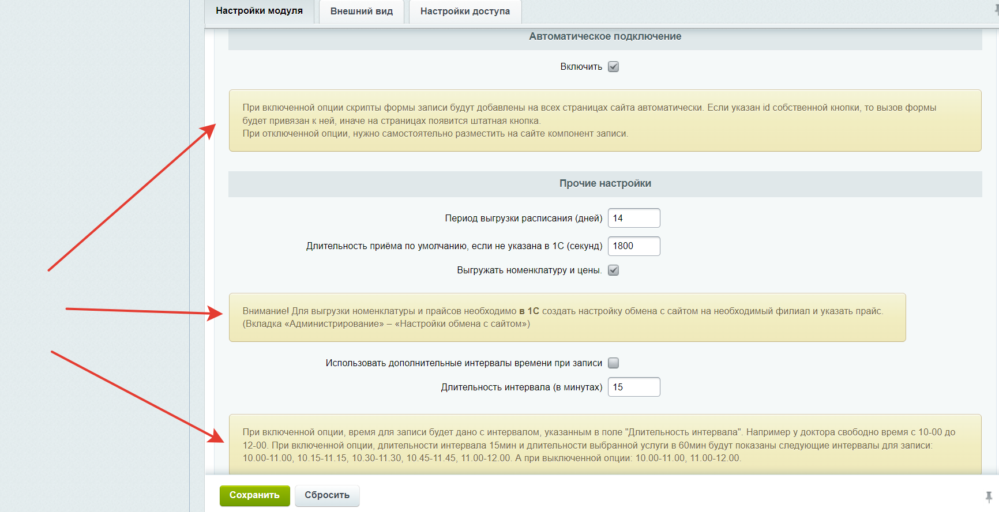 Настройки модуля
Внешний вид
Настройки доступа
Автоматическое подключение
Включить
При включенной опции скрипты формы записи будут добавлены на всех страницах сайта автоматически. Если указан id собственной кнопки, то вызов формы
будет привязан к ней, иначе на страницах появится штатная кнопка.
При отключенной опции, нужно самостоятельно разместить на сайте компонент записи.
Прочие настройки
Период выгрузки расписания (дней) 14
Длительность приёма по умолчанию, если не указана в 1С (секунд) 1800
Выгружать номенклатуру и цены.
Внимание! Для выгрузки номенклатуры и прайсов необходимо в 1С создать настройку обмена с сайтом на необходимый филиал и указать прайс.
(Вкладка «Администрирование» – «Настройки обмена с сайтом»)
Использовать дополнительные интервалы времени при записи
Длительность интервала (в минутах) 15
При включенной опции, время для записи будет дано с интервалом, указанным в поле "Длительность интервала". Например у доктора свободно время с 10-00 до
12-00. При включенной опции, длительности интервала 15мин и длительности выбранной услуги в 60мин будут показаны следующие интервалы для записи:
10.00-11.00, 10.15-11.15, 10.30-11.30, 10.45-11.45, 11.00-12.00. А при выключенной опции: 10.00-11.00, 11.00-12.00.
Сохранить
Сбросить